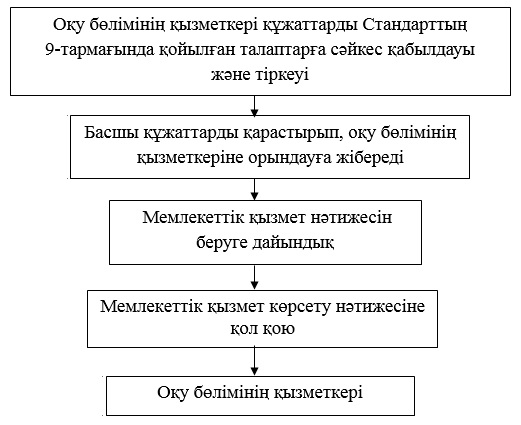 Оқу бөлімінің қызметкері құжаттарды Стандарттың
9-тармағында қойылған талаптарға сәйкес қабылдауы
және тіркеуі
Басшы құжаттарды қарастырып, оқу бөлімінің
қызметкеріне орындауға жібереді
Мемлекеттік қызмет нәтижесін
беруге дайындық
Мемлекеттік қызмет көрсету нәтижесіне
қол қою
Оқу бөлімінің қызметкері